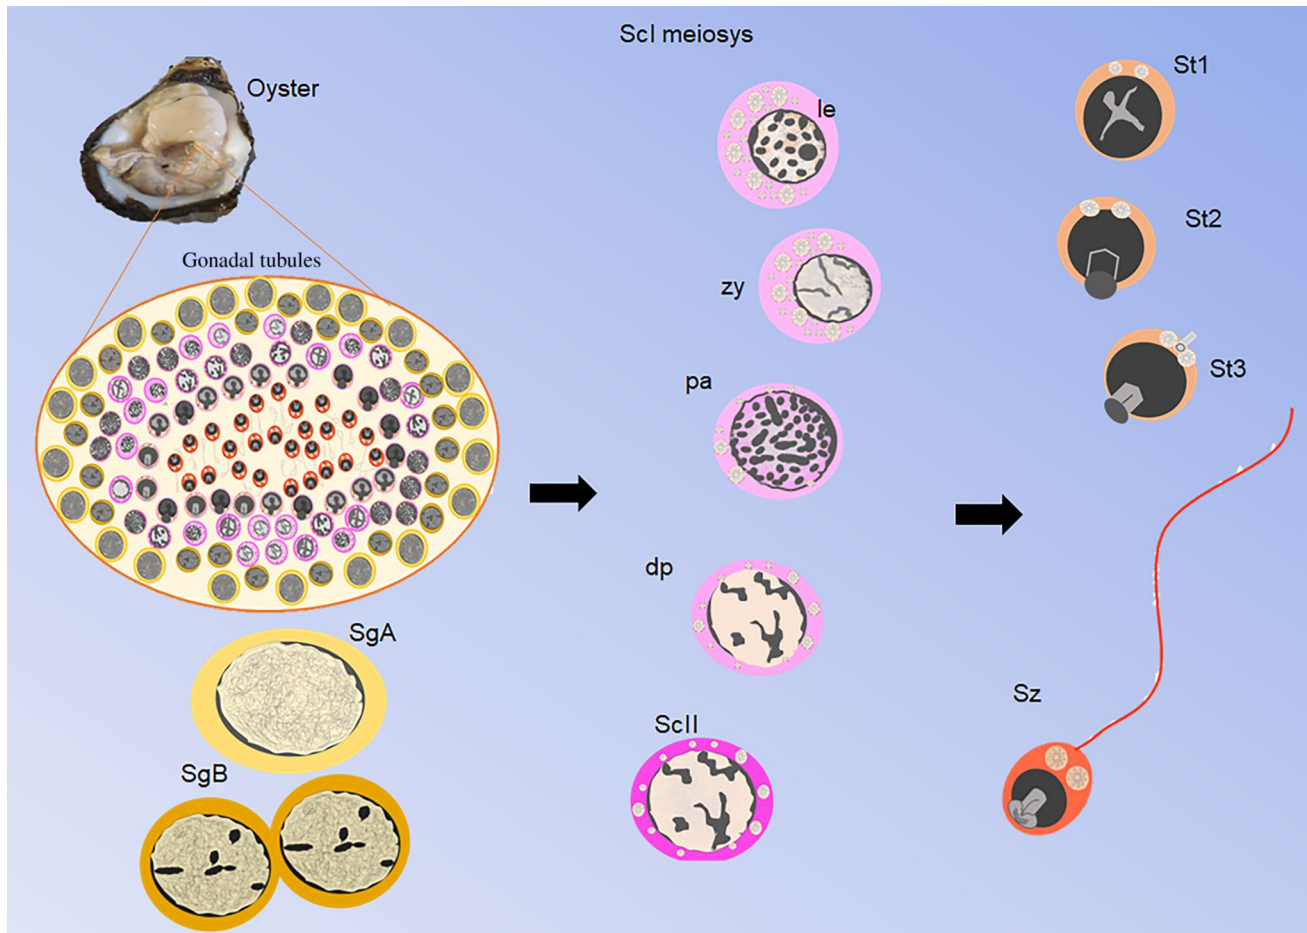 Oyster
Gonadal tubules
SgA
SgB
ScI meiosys
le
zy
pa
dp
ScII
St1
St2
St3
Sz